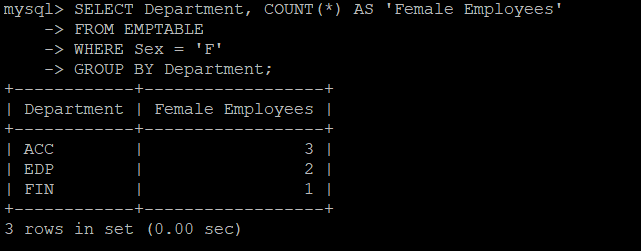 mysql> SELECT Department, COUNT(*) AS 'Female Employees'
    -> FROM EMPTABLE
    -> WHERE Sex = 'F'
    -> GROUP BY Department;
+------------+------------------+
| Department | Female Employees |
+------------+------------------+
| ACC        |                3 |
| EDP        |                2 |
| FIN        |                1 |
+------------+------------------+
3 rows in set (0.00 sec)